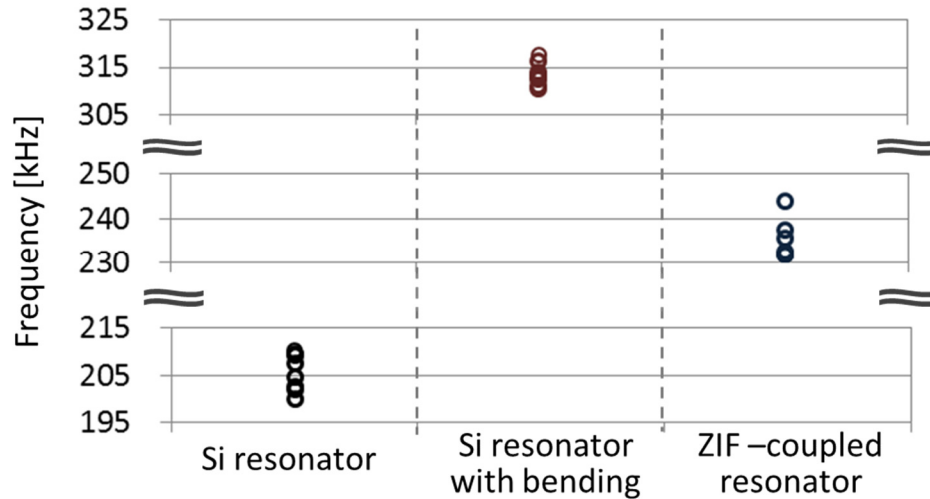 Frequency [kHz]
325
315
305
250
240
230
215
205
195
Si resonator
Si resonator
with bending
ZIF –coupled
resonator